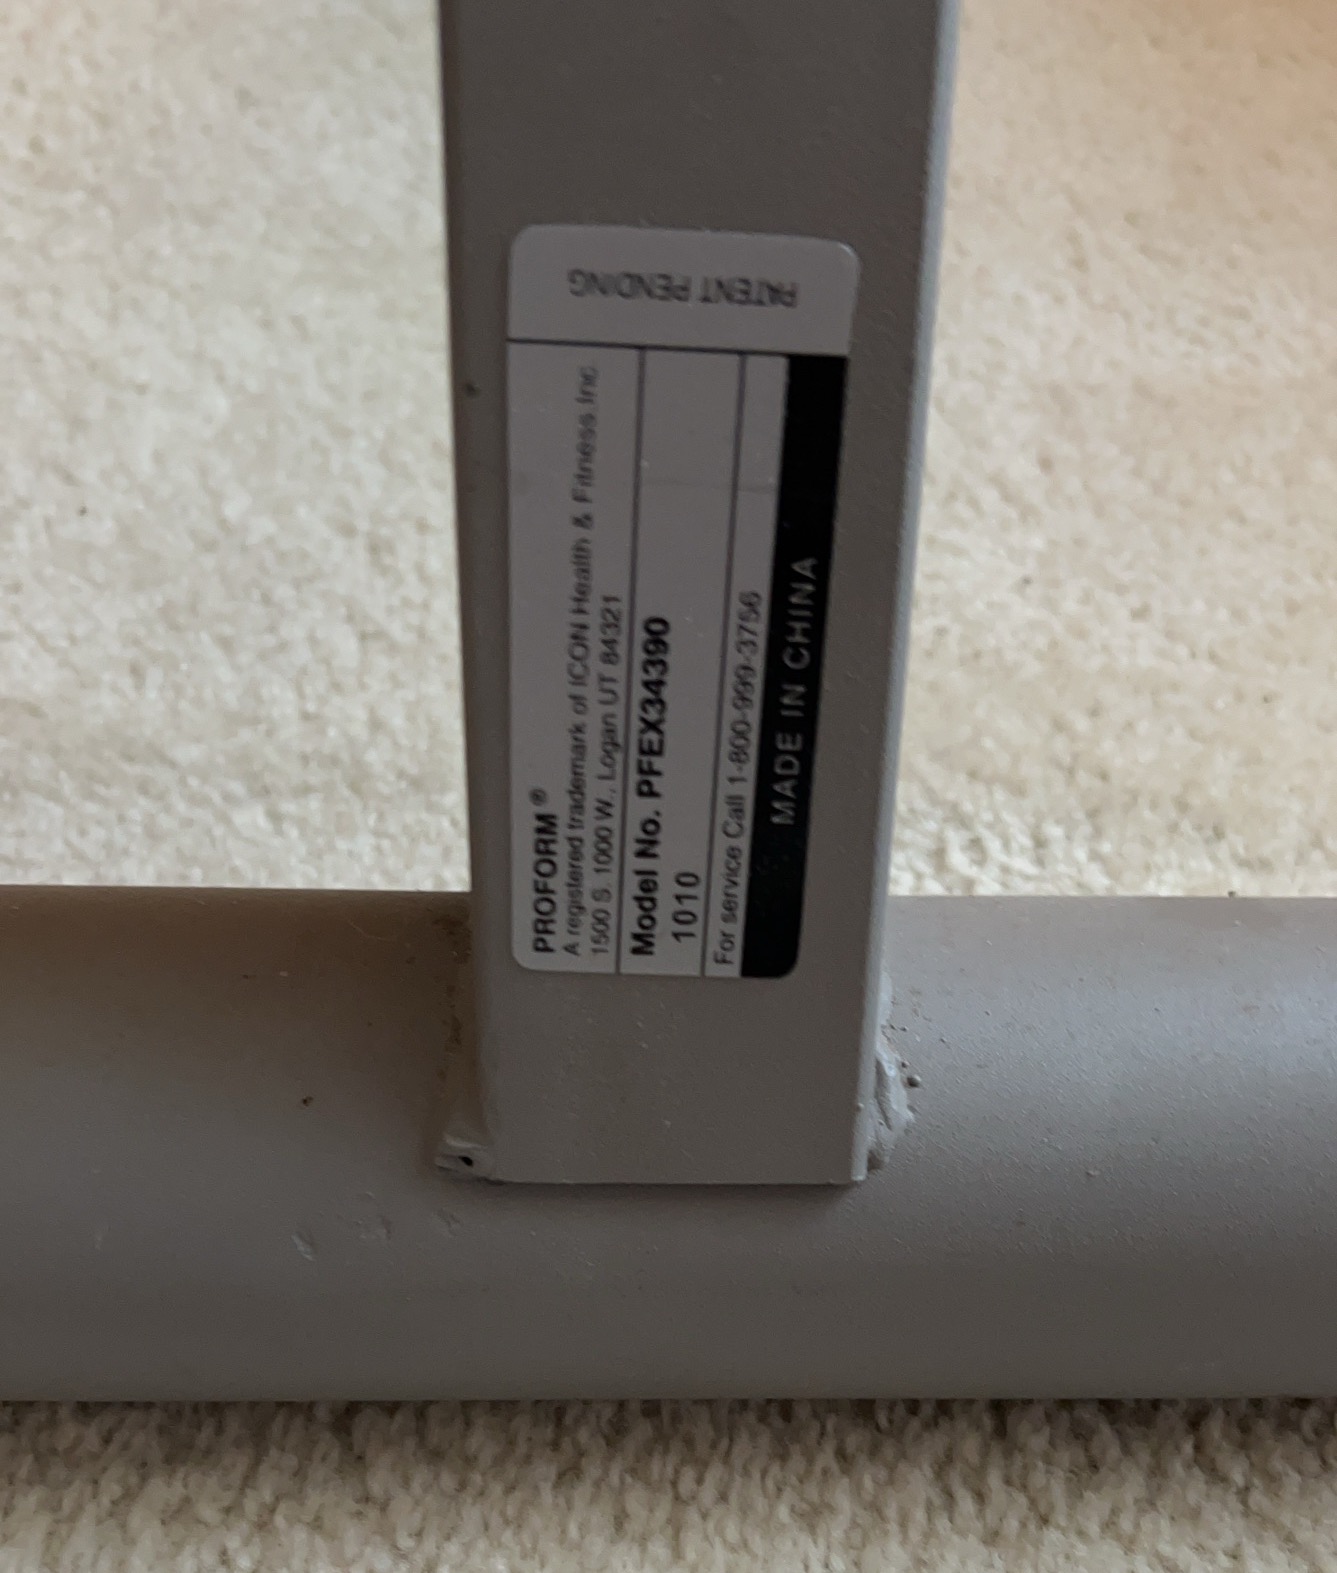 PATENT PENDING
PROFORM®
A registered trademark of ICON Health & Fitness.Inc
1500 S. 1000 W., Logan UT 84321
Model No. PFEX34390
1010
For service Call 1-800-999-3756
MADE IN CHINA